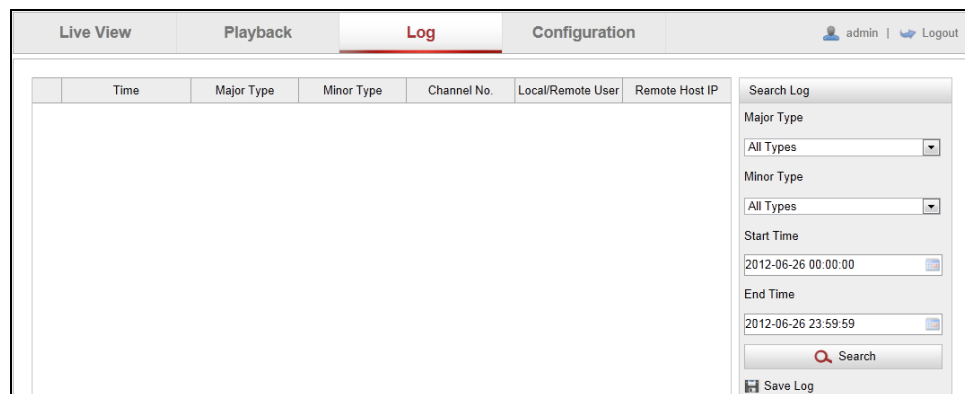 Live View Playback Log Configuration admin | Logout
Time Major Type Minor Type Channel No. Local/Remote User Remote Host IP
Search Log
Major Type
All Types
Minor Type
All Types
Start Time
2012-06-26 00:00:00
End Time
2012-06-26 23:59:59
Search
Save Log